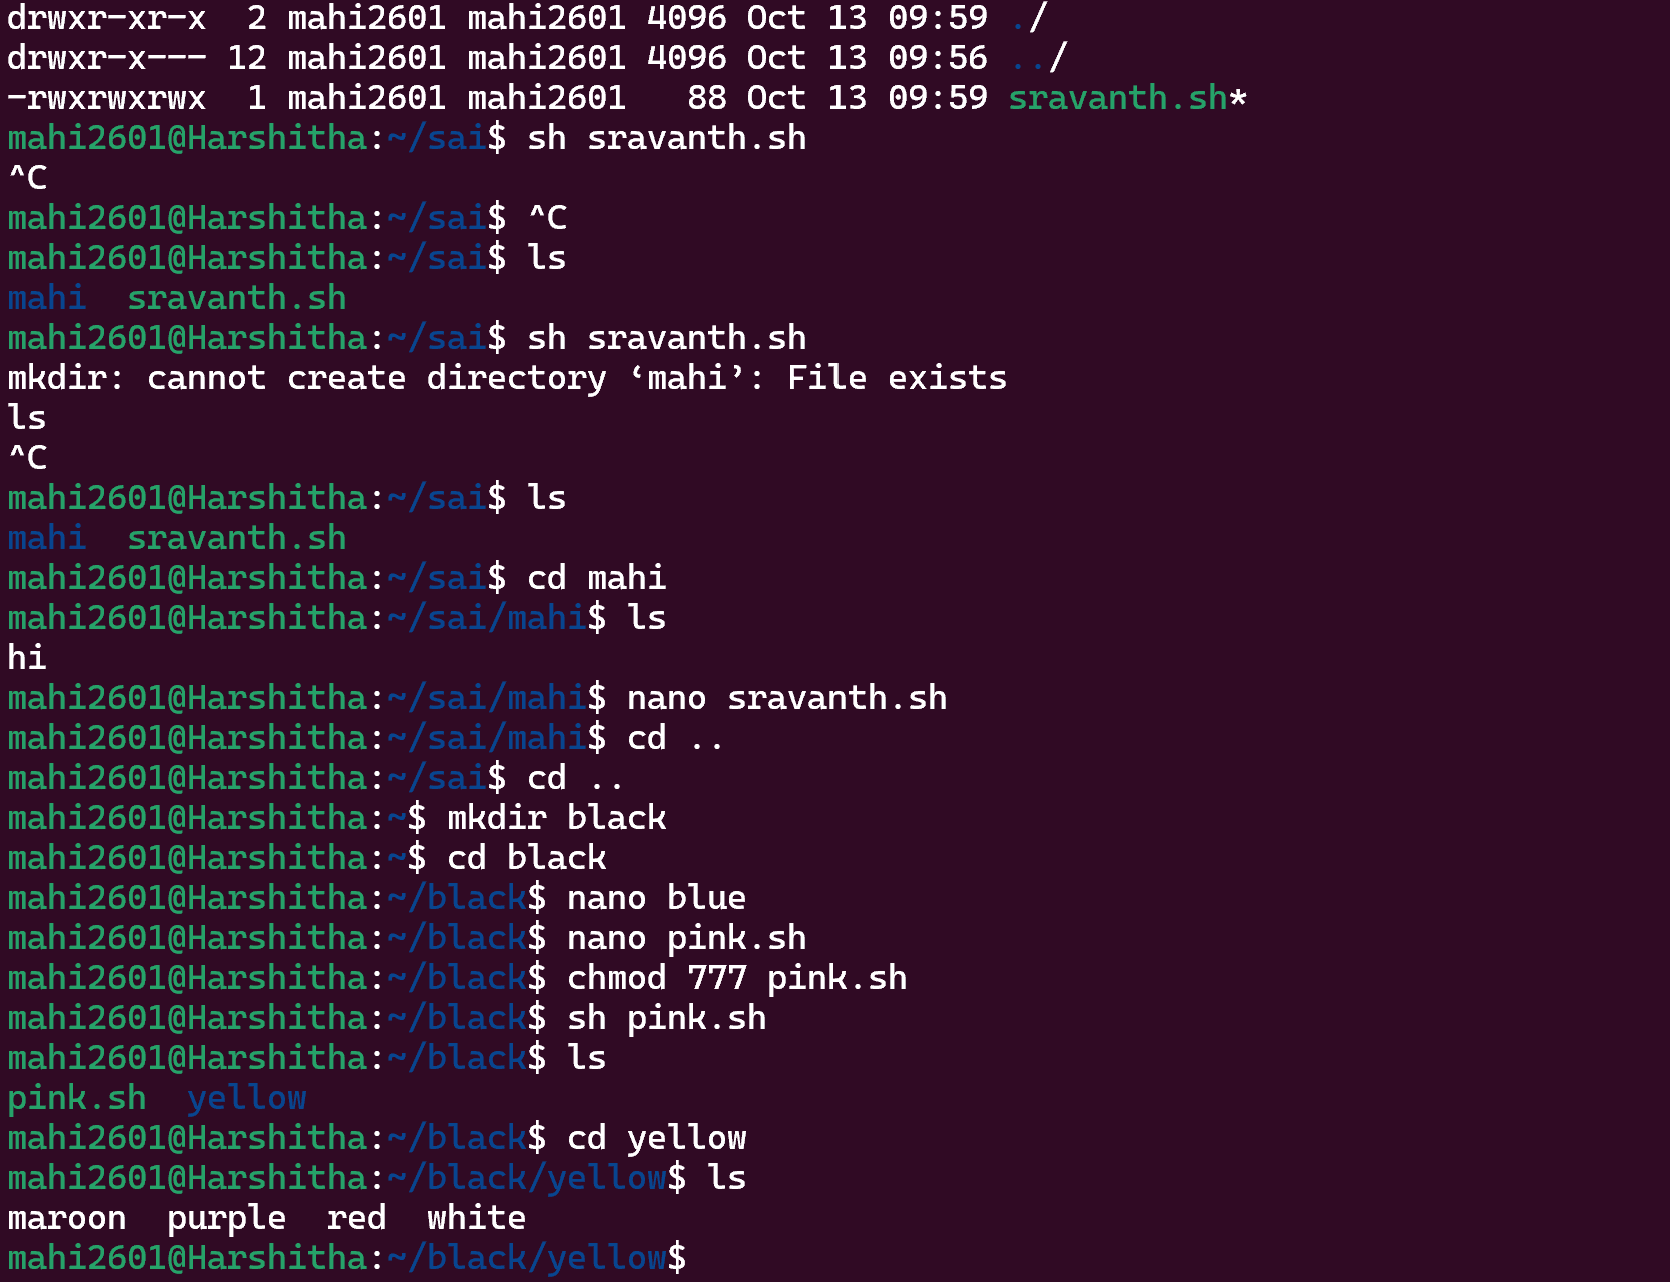 drwxr-xr-x  2 mahi2601 mahi2601 4096 Oct 13 09:59 ./
drwxr-x--- 12 mahi2601 mahi2601 4096 Oct 13 09:56 ../
-rwxrwxrwx  1 mahi2601 mahi2601   88 Oct 13 09:59 sravanth.sh*
mahi2601@Harshitha:~/sai$ sh sravanth.sh
^C
mahi2601@Harshitha:~/sai$ ^C
mahi2601@Harshitha:~/sai$ ls
mahi  sravanth.sh
mahi2601@Harshitha:~/sai$ sh sravanth.sh
mkdir: cannot create directory ‘mahi’: File exists
ls
^C
mahi2601@Harshitha:~/sai$ ls
mahi  sravanth.sh
mahi2601@Harshitha:~/sai$ cd mahi
mahi2601@Harshitha:~/sai/mahi$ ls
hi
mahi2601@Harshitha:~/sai/mahi$ nano sravanth.sh
mahi2601@Harshitha:~/sai/mahi$ cd ..
mahi2601@Harshitha:~/sai$ cd ..
mahi2601@Harshitha:~$ mkdir black
mahi2601@Harshitha:~$ cd black
mahi2601@Harshitha:~/black$ nano blue
mahi2601@Harshitha:~/black$ nano pink.sh
mahi2601@Harshitha:~/black$ chmod 777 pink.sh
mahi2601@Harshitha:~/black$ sh pink.sh
mahi2601@Harshitha:~/black$ ls
pink.sh  yellow
mahi2601@Harshitha:~/black$ cd yellow
mahi2601@Harshitha:~/black/yellow$ ls
maroon  purple  red  white
mahi2601@Harshitha:~/black/yellow$